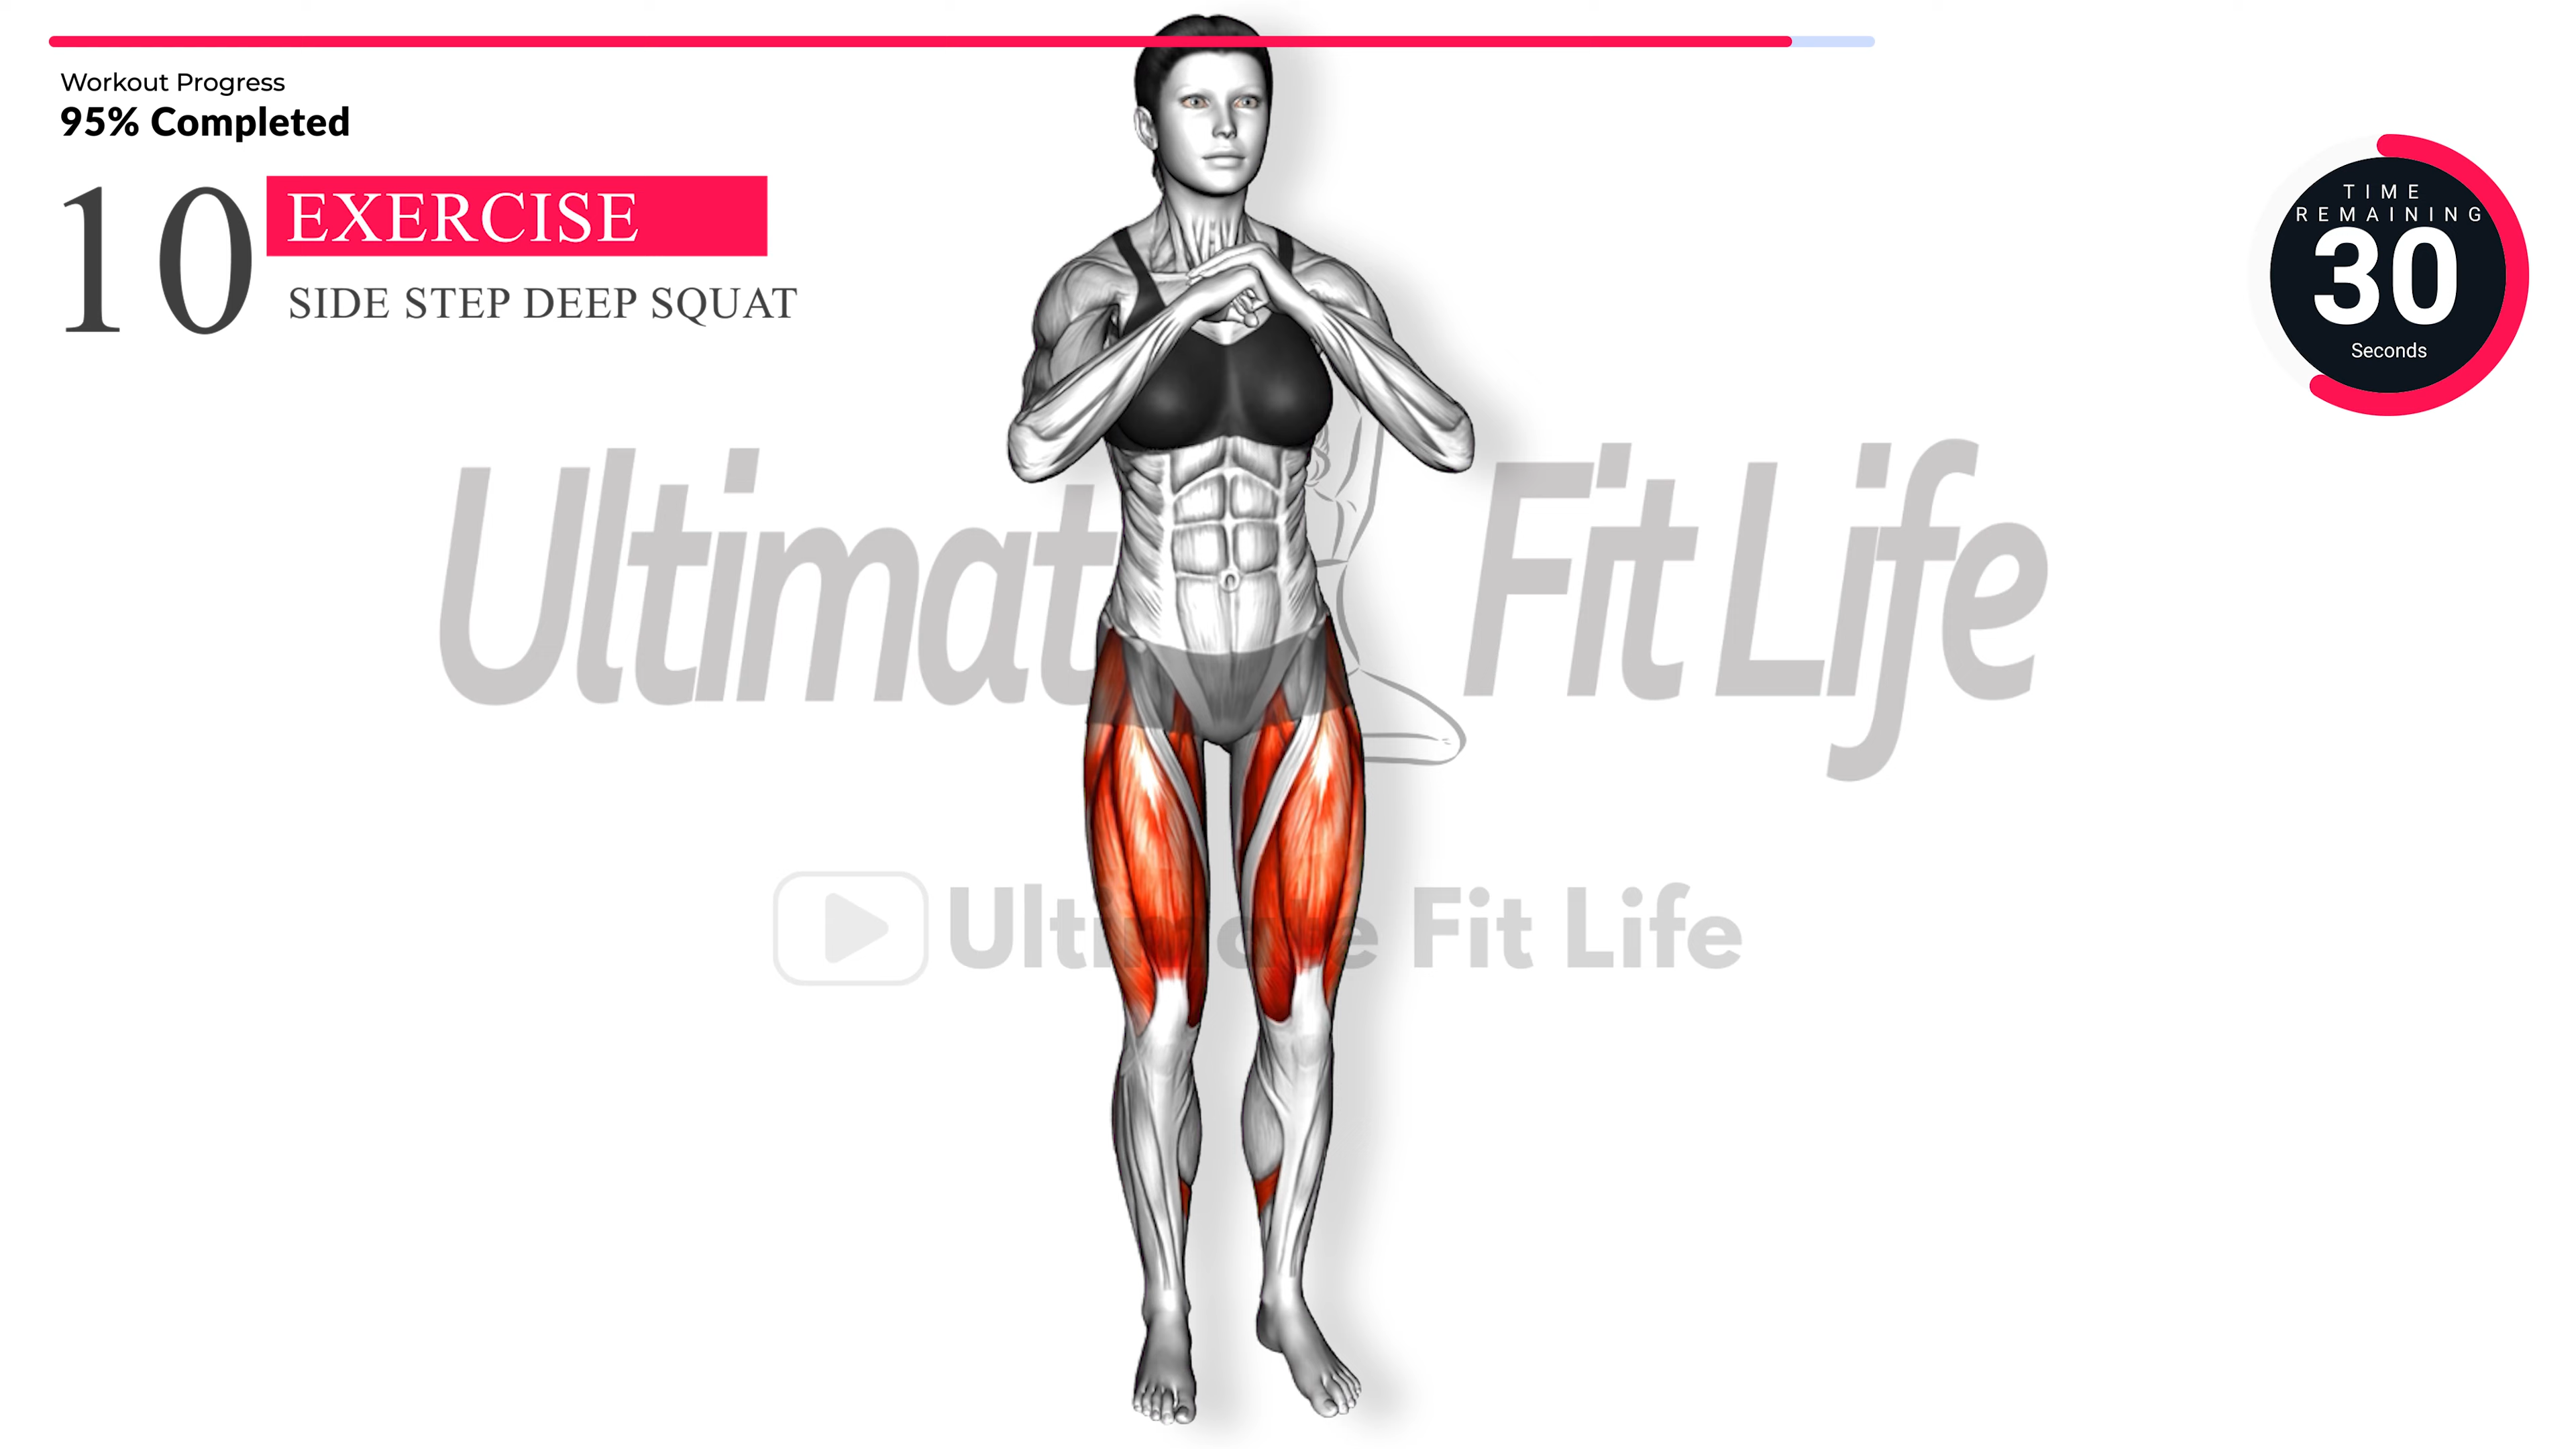 Workout Progress
95% Completed
10 EXERCISE
SIDE STEP DEEP SQUAT
TIME
REMAINING
30
Seconds
Ultimat Fit Life
Ultimate Fit Life